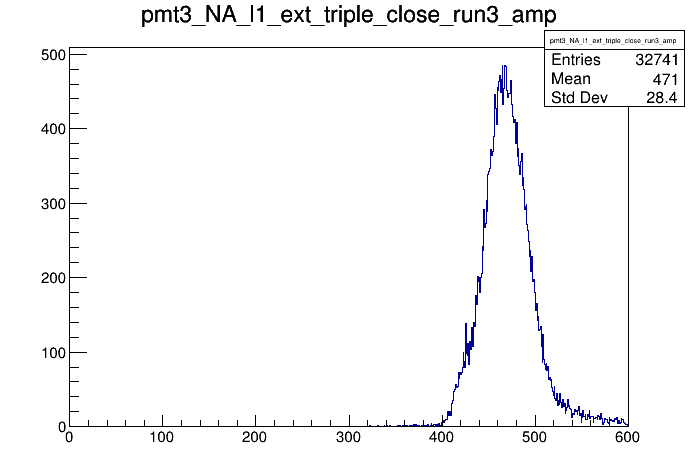 pmt3_NA_l1_ext_triple_close_run3_amp
pmt3_NA_l1_ext_triple_close_run3_amp
Entries 32741
Mean 471
Std Dev 28.4
500
400
300
200
100
0
0 100 200 300 400 500 600